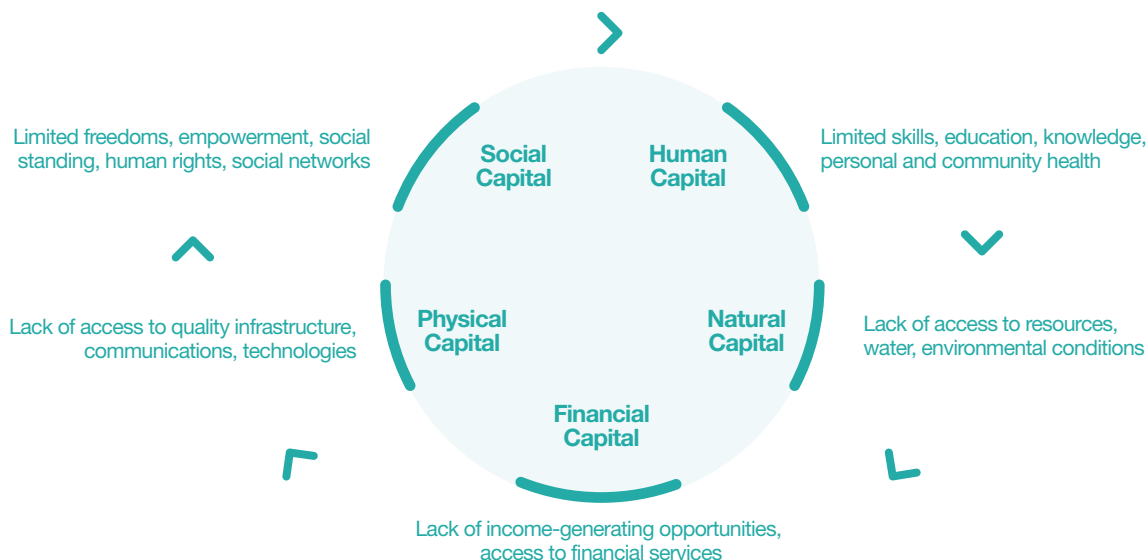 Limited freedoms, empowerment, social
standing, human rights, social networks
Social
Capital
Human
Capital
Limited skills, education, knowledge,
personal and community health
Lack of access to quality infrastructure,
communications, technologies
Physical
Capital
Natural
Capital
Lack of access to resources,
water, environmental conditions
Financial
Capital
Lack of income-generating opportunities,
access to financial services